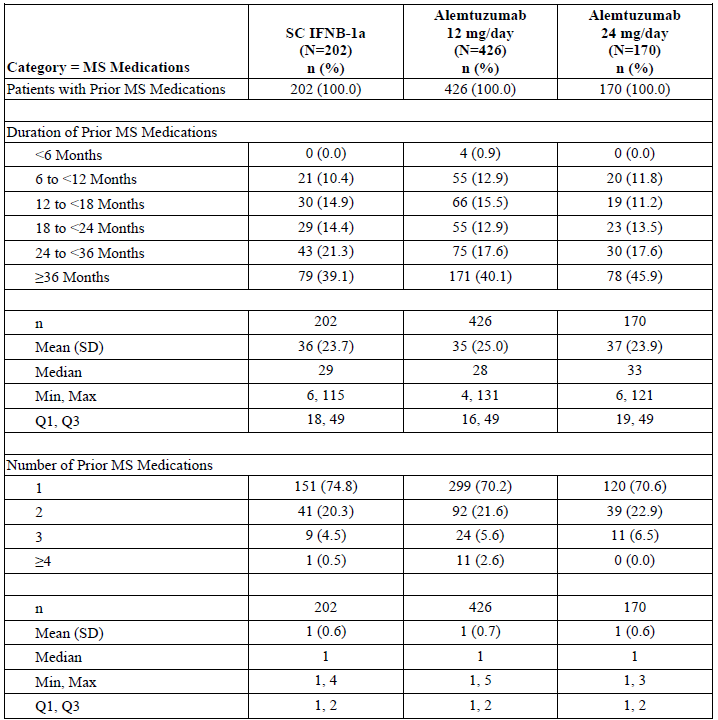 Category = MS Medications SC IFNB-1a (N=202) n (%) Alemtuzumab 12 mg/day (N=426) n (%) Alemtuzumab 24 mg/day (N=170) n (%)
Patients with Prior MS Medications 202 (100.0) 426 (100.0) 170 (100.0)
Duration of Prior MS Medications
<6 Months 0 (0.0) 4 (0.9) 0 (0.0)
6 to <12 Months 21 (10.4) 55 (12.9) 20 (11.8)
12 to <18 Months 30 (14.9) 66 (15.5) 19 (11.2)
18 to <24 Months 29 (14.4) 55 (12.9) 23 (13.5)
24 to <36 Months 43 (21.3) 75 (17.6) 30 (17.6)
≥36 Months 79 (39.1) 171 (40.1) 78 (45.9)
n 202 426 170
Mean (SD) 36 (23.7) 35 (25.0) 37 (23.9)
Median 29 28 33
Min, Max 6, 115 4, 131 6, 121
Q1, Q3 18, 49 16, 49 19, 49
Number of Prior MS Medications
1 151 (74.8) 299 (70.2) 120 (70.6)
2 41 (20.3) 92 (21.6) 39 (22.9)
3 9 (4.5) 24 (5.6) 11 (6.5)
≥4 1 (0.5) 11 (2.6) 0 (0.0)
n 202 426 170
Mean (SD) 1 (0.6) 1 (0.7) 1 (0.6)
Median 1 1 1
Min, Max 1, 4 1, 5 1, 3
Q1, Q3 1, 2 1, 2 1, 2